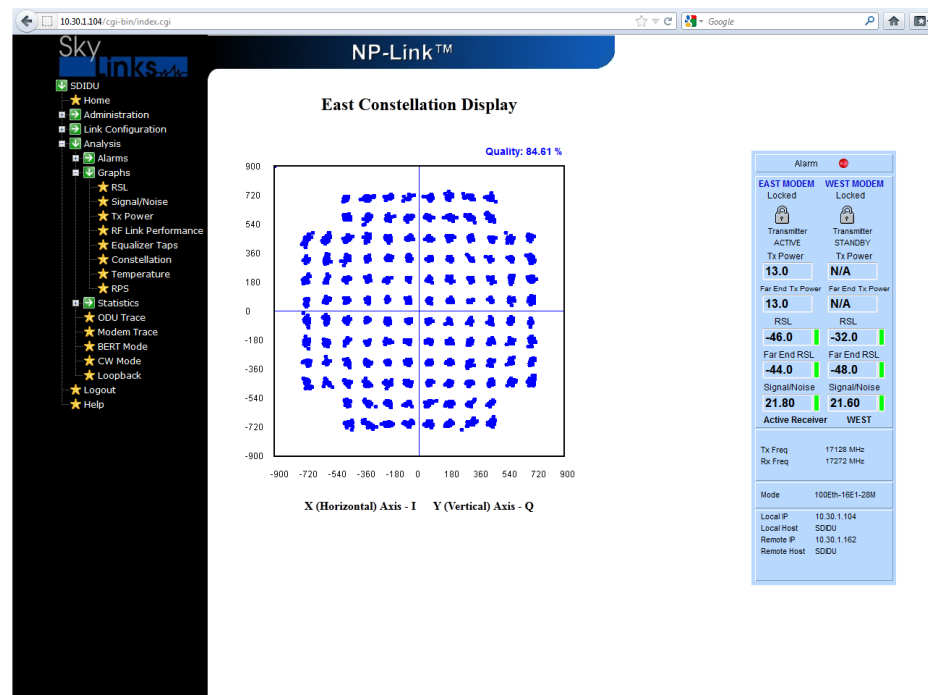 10.30.1.104/cgi-bin/index.cgi
Google
Sky
Links
NP-Link™
SDIDU
Home
Administration
Link Configuration
Analysis
Alarms
Graphs
RSL
Signal/Noise
Tx Power
RF Link Performance
Equalizer Taps
Constellation
Temperature
RPS
Statistics
ODU Trace
Modem Trace
BERT Mode
CW Mode
Loopback
Logout
Help
East Constellation Display
Quality: 84.61 %
900
720
540
360
180
0
-180
-360
-540
-720
-900
-900 -720 -540 -360 -180 0 180 360 540 720 900
X (Horizontal) Axis - I Y (Vertical) Axis - Q
Alarm
EAST MODEM WEST MODEM
Locked Locked
Transmitter Transmitter
ACTIVE STANDBY
Tx Power Tx Power
13.0 N/A
Far End Tx Power Far End Tx Power
13.0 N/A
RSL RSL
-46.0 -32.0
Far End RSL Far End RSL
-44.0 -48.0
Signal/Noise Signal/Noise
21.80 21.60
Active Receiver WEST
Tx Freq 17128 MHz
Rx Freq 17272 MHz
Mode 100Eth-16E1-28M
Local IP 10.30.1.104
Local Host SDIDU
Remote IP 10.30.1.162
Remote Host SDIDU